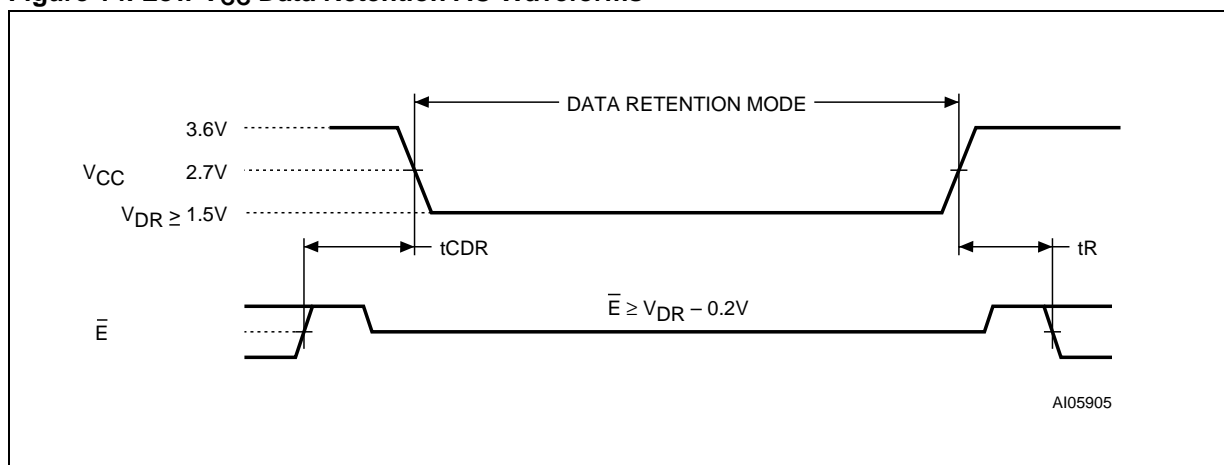 DATA RETENTION MODE
3.6V
VCC 2.7V
VDR ≥ 1.5V
tCDR
tR
E̅ ≥ VDR – 0.2V
E̅
AI05905